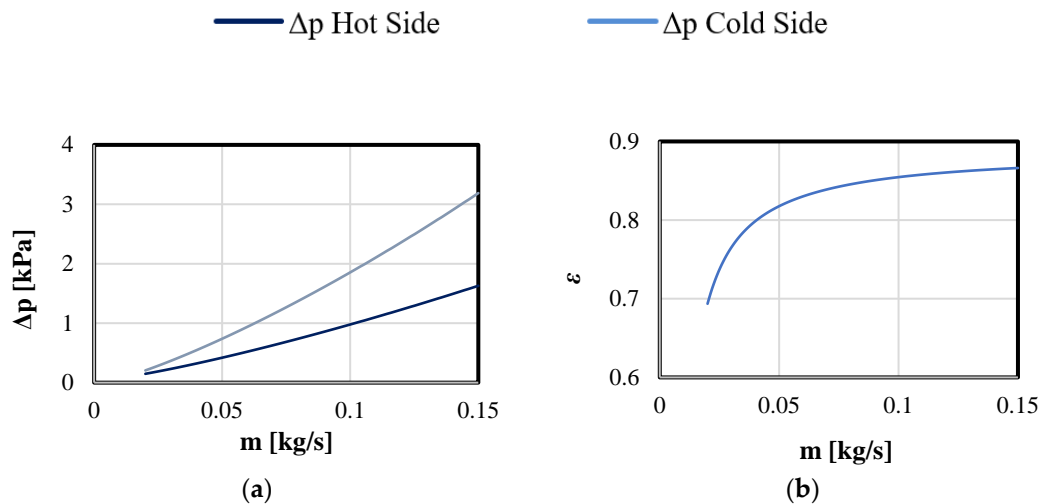 Δp Hot Side
Δp Cold Side
4
3
2
1
0
Δp [kPa]
0
0.05
0.1
0.15
m [kg/s]
(a)
0.9
0.8
0.7
0.6
ε
0
0.05
0.1
0.15
m [kg/s]
(b)